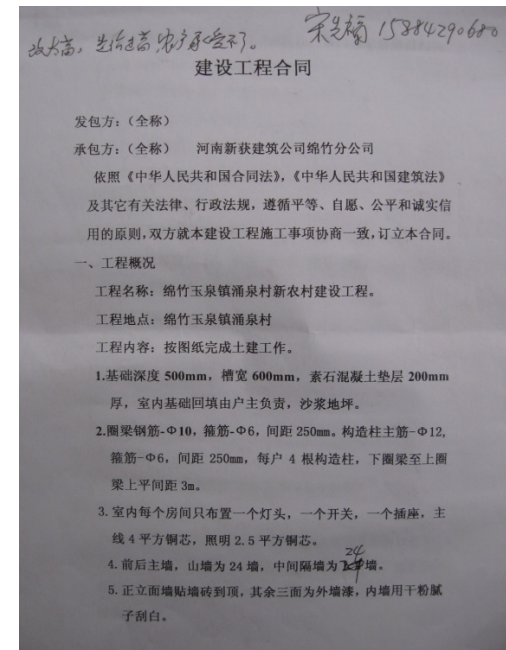 宋光福 15884290680
放大高,造价过高农户承受不了。
建设工程合同
发包方:(全称)
承包方:(全称) 河南新获建筑公司绵竹分公司
依照《中华人民共和国合同法》,《中华人民共和国建筑法》
及其它有关法律、行政法规,遵循平等、自愿、公平和诚实信
用的原则,双方就本建设工程施工事项协商一致,订立本合同。
一、工程概况
工程名称:绵竹玉泉镇涌泉村新农村建设工程。
工程地点:绵竹玉泉镇涌泉村
工程内容:按图纸完成土建工作。
1.基础深度500mm,槽宽600mm,素石混凝土垫层200mm
厚,室内基础回填由户主负责,沙浆地坪。
2.圈梁钢筋-Φ10,箍筋-Φ6,间距250mm。构造柱主筋-Φ12,
箍筋-Φ6,间距250mm,每户4根构造柱,下圈梁至上圈
梁上平间距3m。
3.室内每个房间只布置一个灯头,一个开关,一个插座,主
线4平方铜芯,照明2.5平方铜芯。
4.前后主墙,山墙为24墙,中间隔墙为24墙。
5.正立面墙贴墙砖到顶,其余三面为外墙漆,内墙用干粉腻
子刮白。